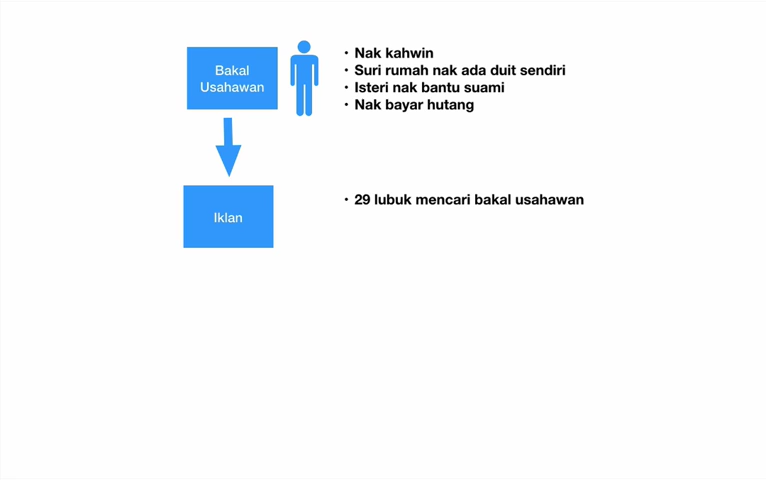 Bakal
Usahawan
• Nak kahwin
• Suri rumah nak ada duit sendiri
• Isteri nak bantu suami
• Nak bayar hutang
Iklan
• 29 lubuk mencari bakal usahawan